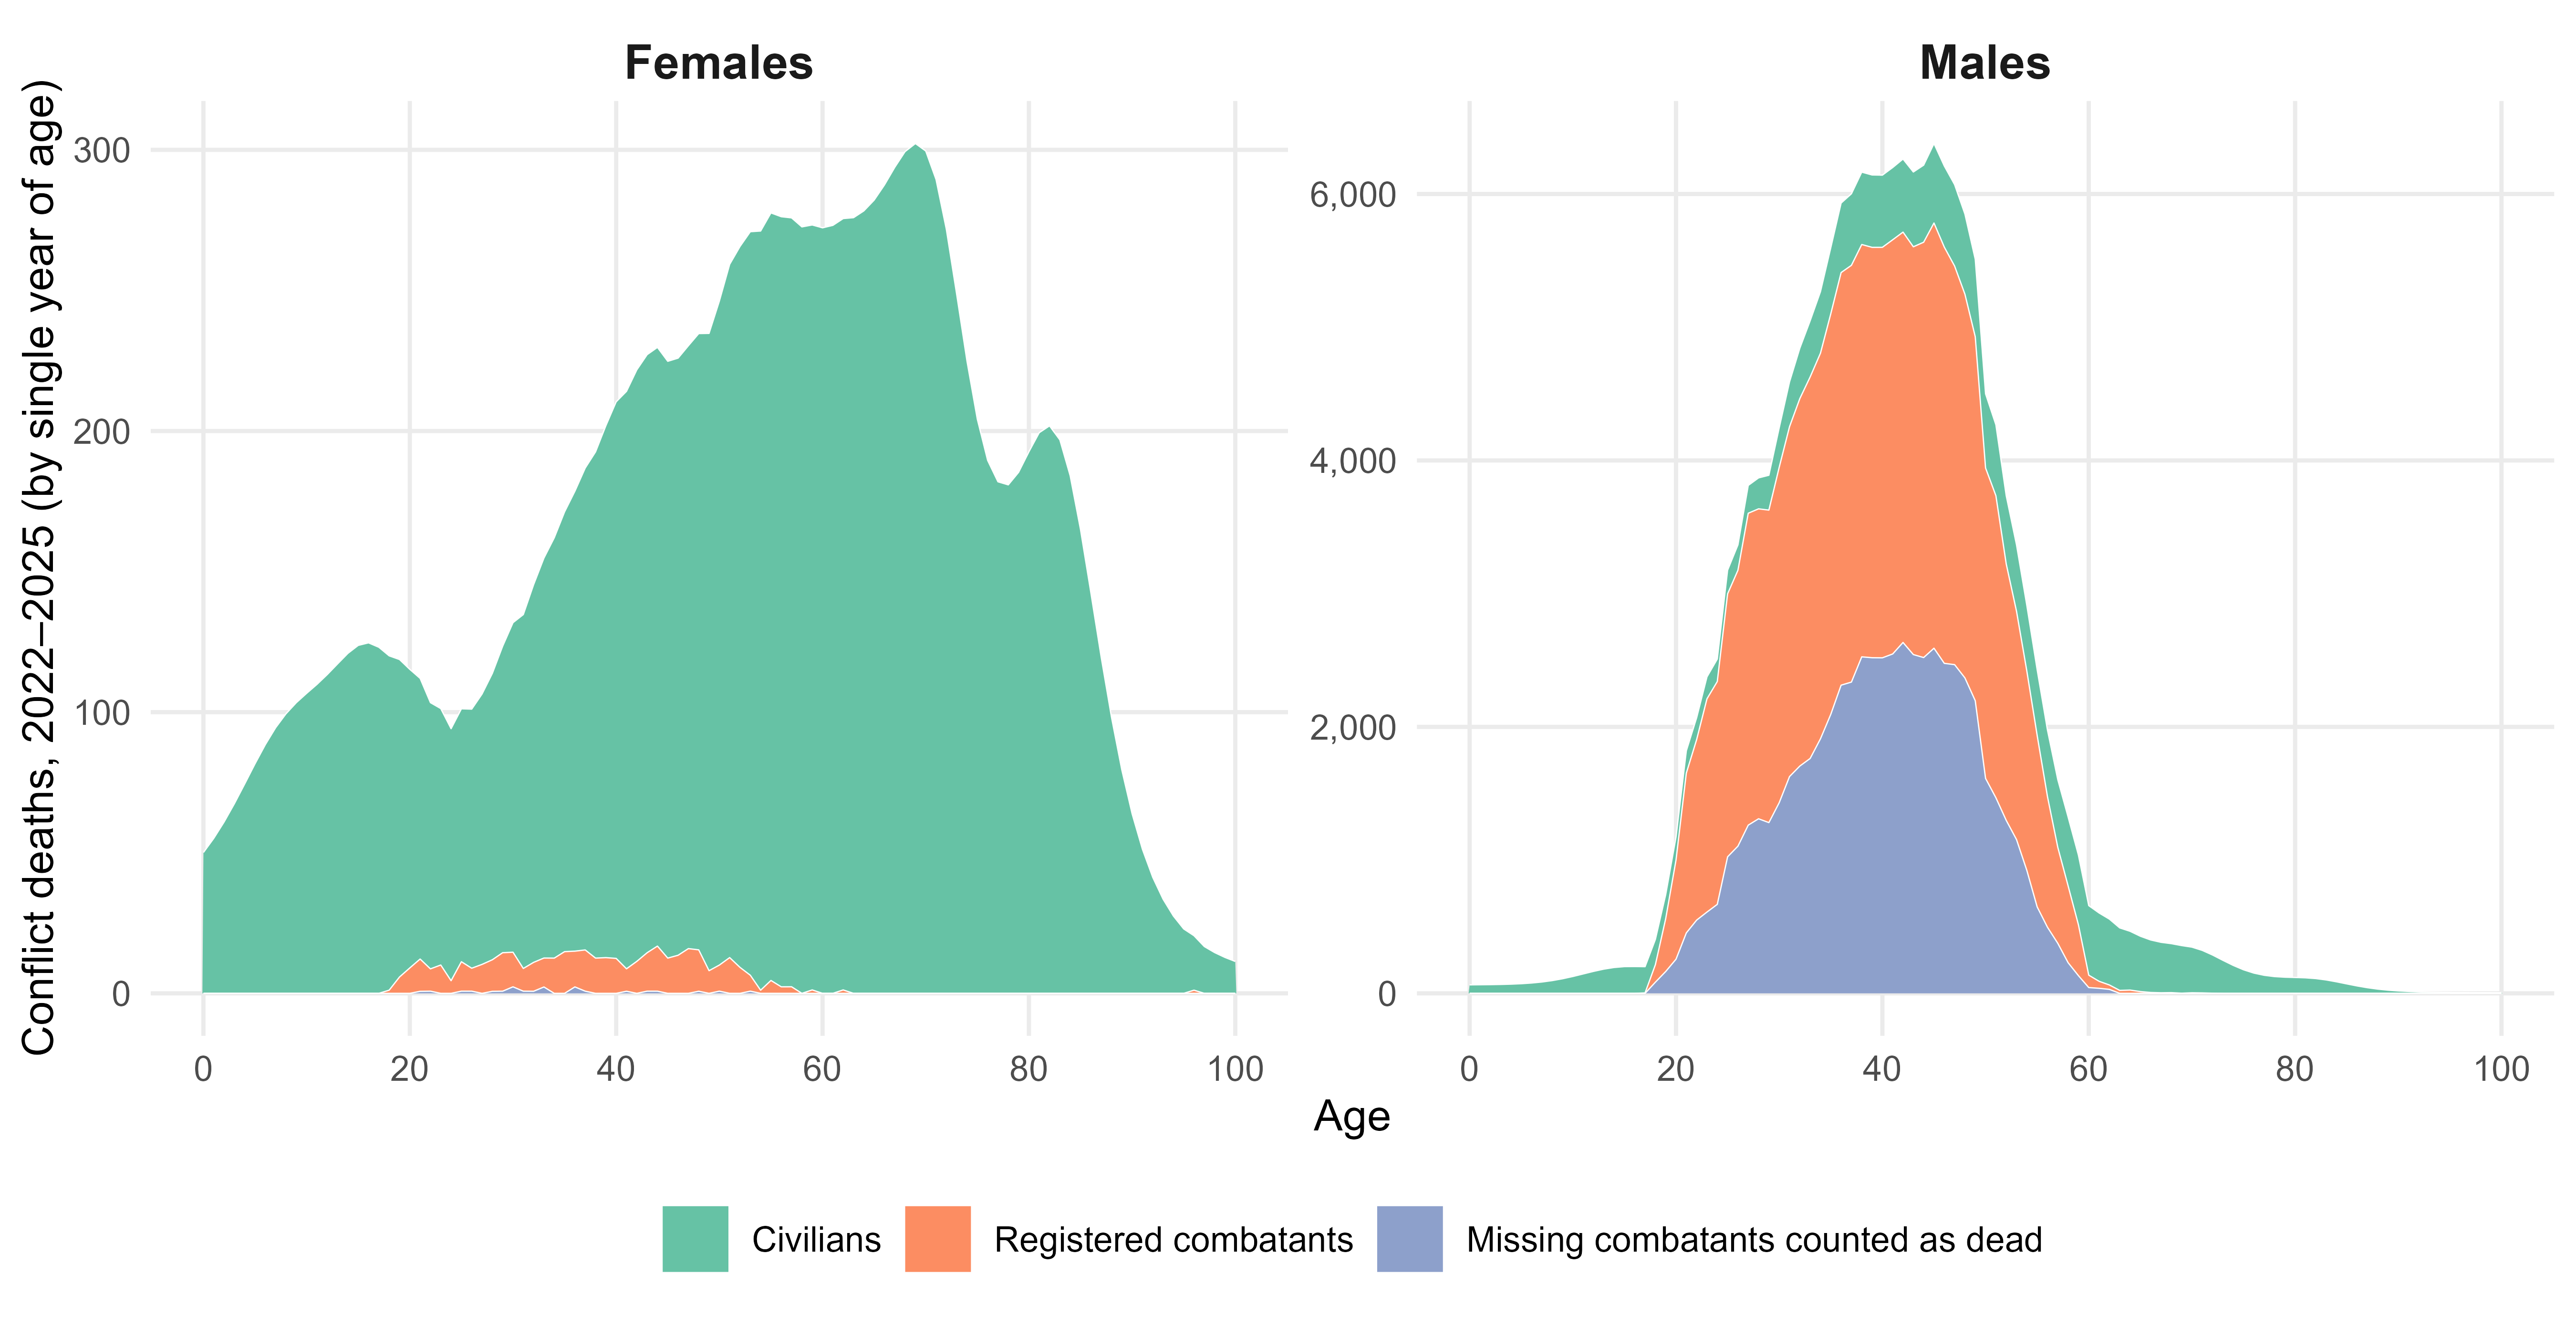 Females
Males
Conflict deaths, 2022–2025 (by single year of age)
300
200
100
0
6,000
4,000
2,000
0
0 20 40 60 80 100
0 20 40 60 80 100
Age
Civilians
Registered combatants
Missing combatants counted as dead